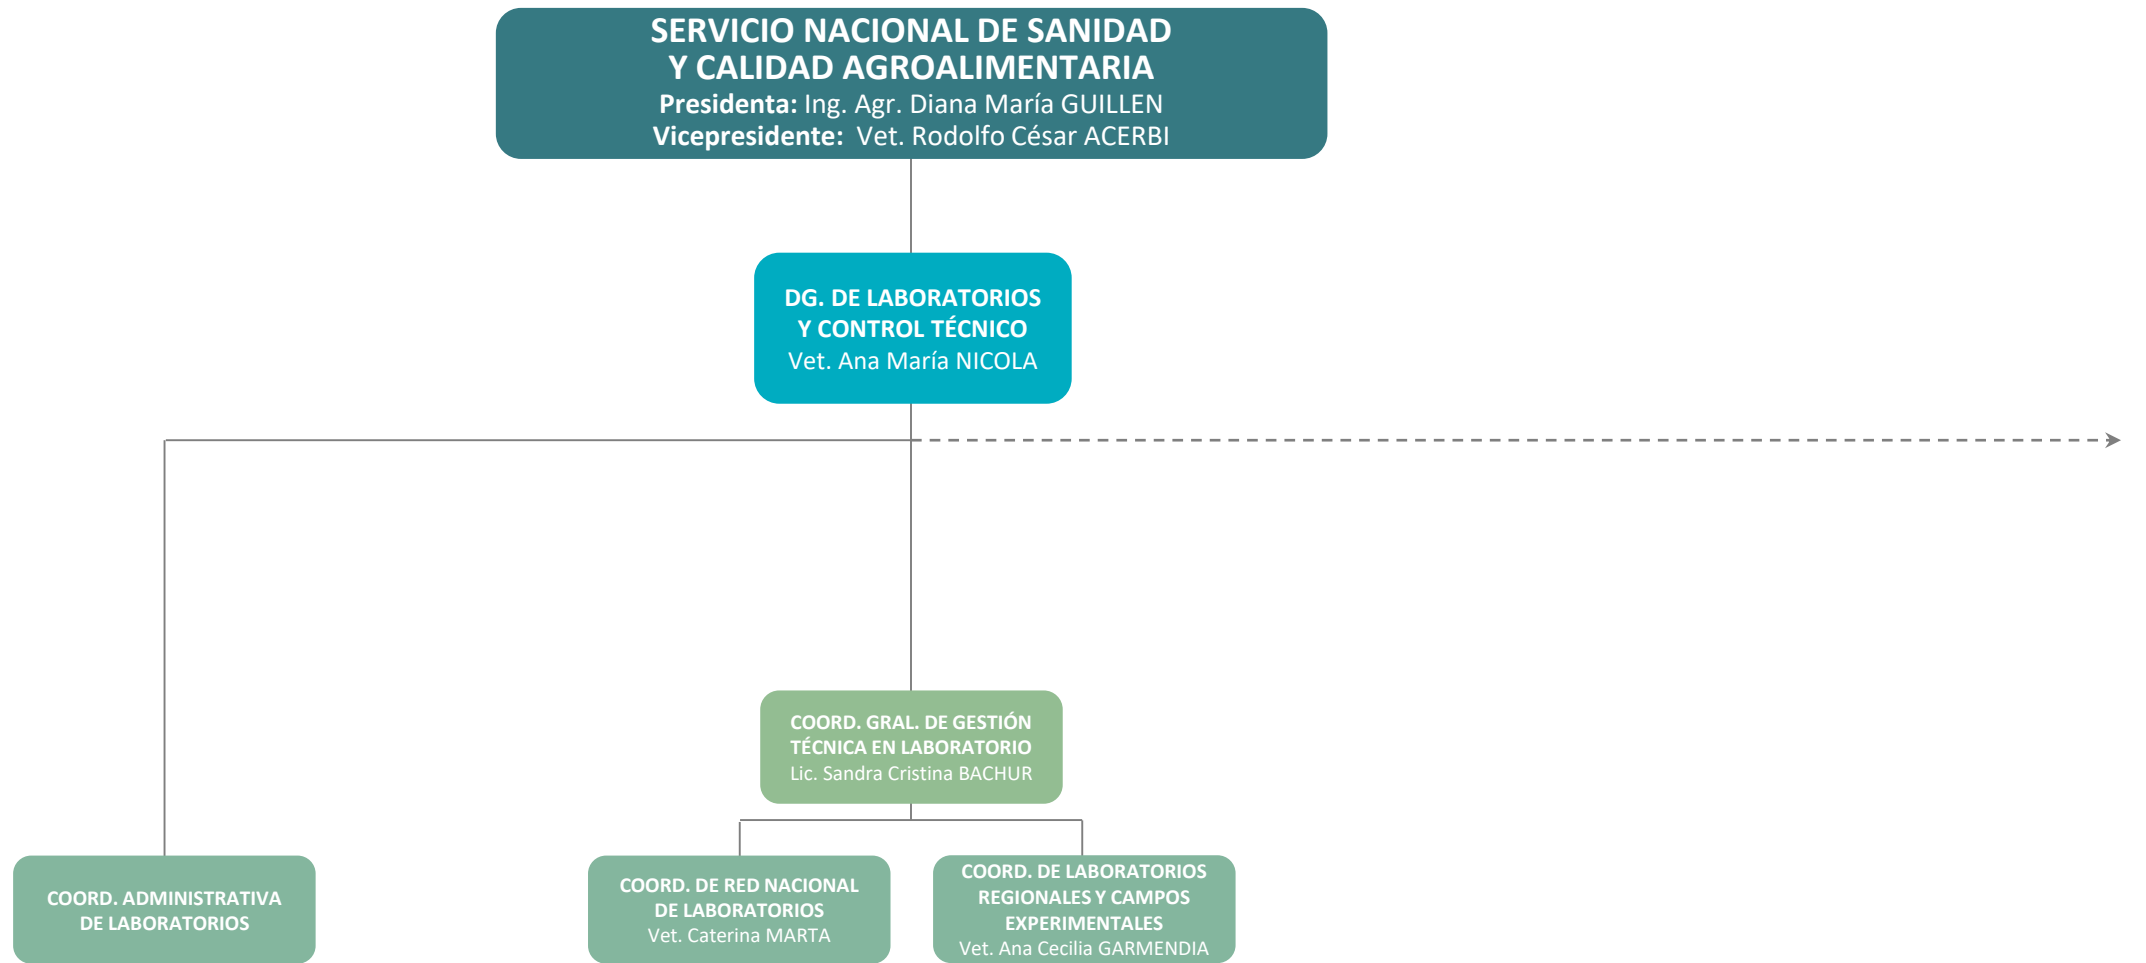 SERVICIO NACIONAL DE SANIDAD
Y CALIDAD AGROALIMENTARIA
Presidenta: Ing. Agr. Diana María GUILLEN
Vicepresidente: Vet. Rodolfo César ACERBI
DG. DE LABORATORIOS
Y CONTROL TÉCNICO
Vet. Ana María NICOLA
COORD. GRAL. DE GESTIÓN
TÉCNICA EN LABORATORIO
Lic. Sandra Cristina BACHUR
COORD. ADMINISTRATIVA
DE LABORATORIOS
COORD. DE RED NACIONAL
DE LABORATORIOS
Vet. Caterina MARTA
COORD. DE LABORATORIOS
REGIONALES Y CAMPOS
EXPERIMENTALES
Vet. Ana Cecilia GARMENDIA